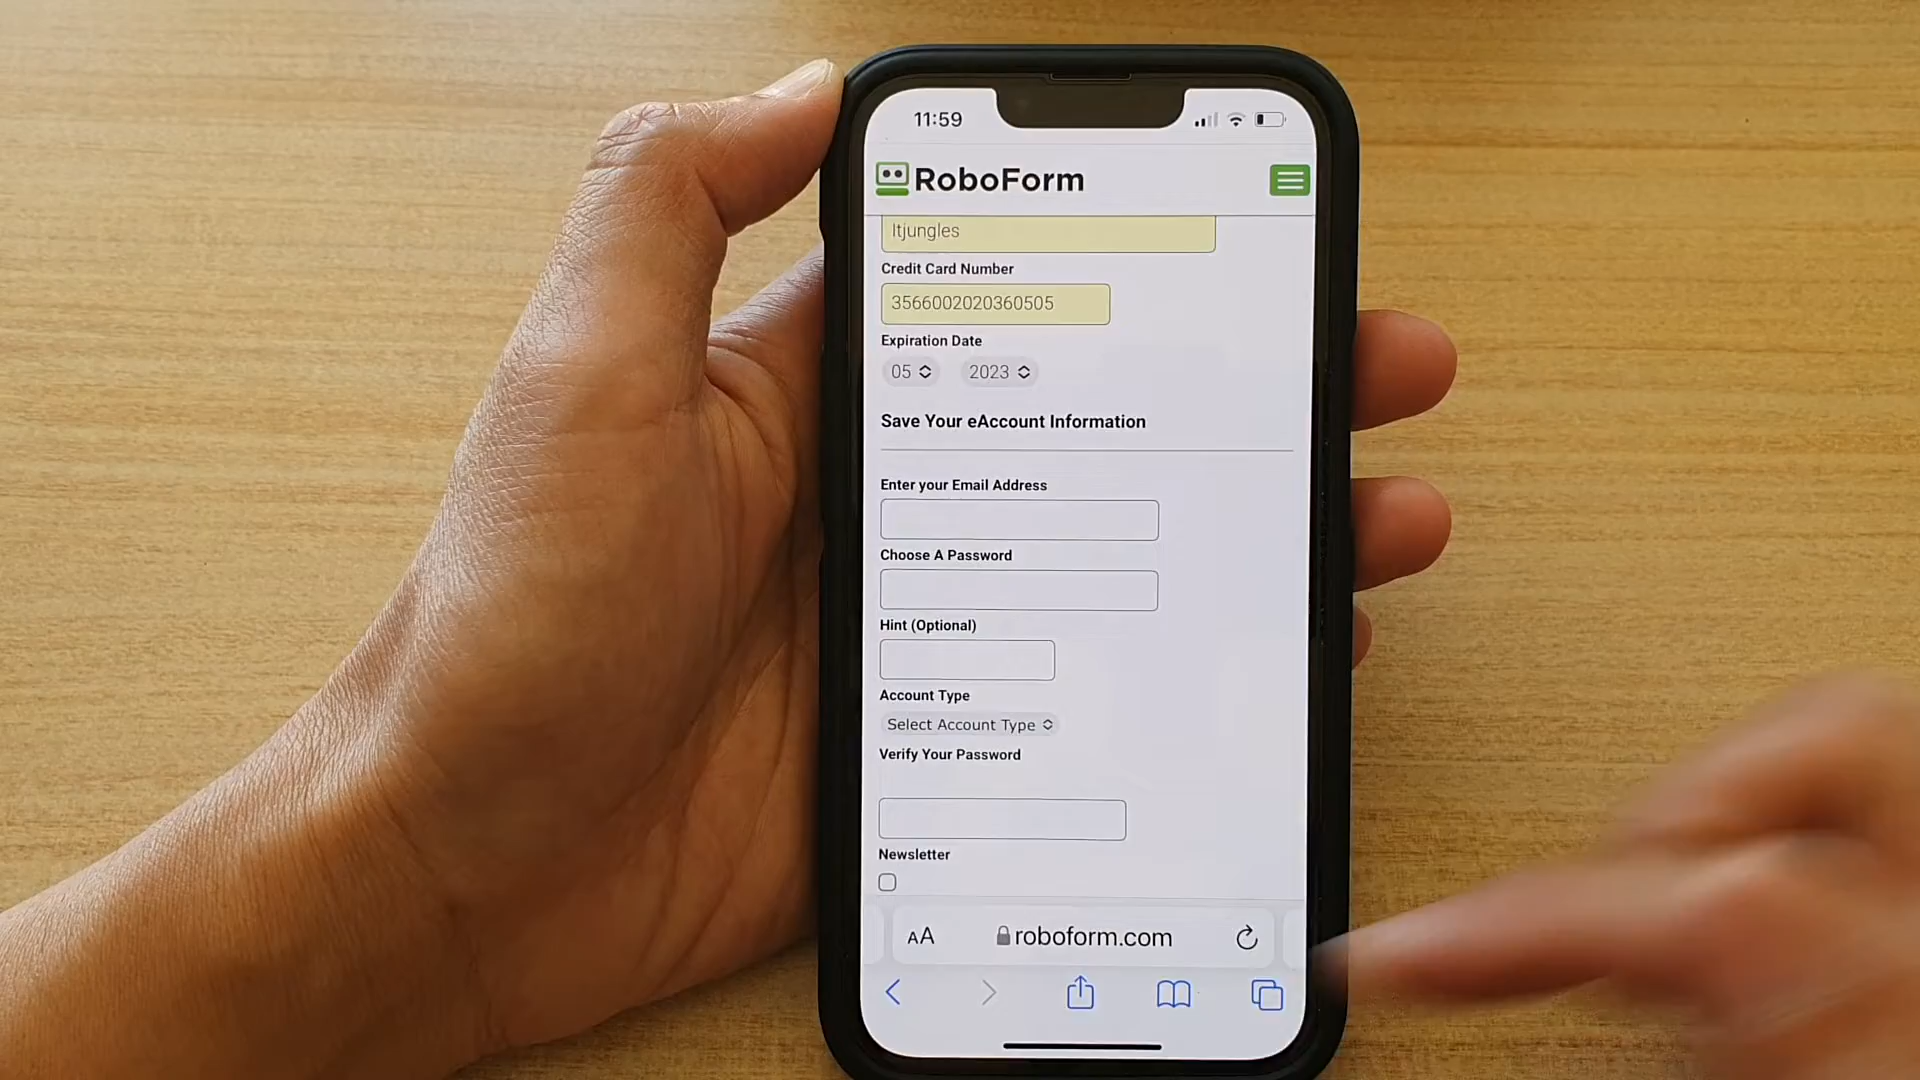 11:59
RoboForm
Itjungles
Credit Card Number
3566002020360505
Expiration Date
05 2023
Save Your eAccount Information
Enter your Email Address
Choose A Password
Hint (Optional)
Account Type
Select Account Type
Verify Your Password
Newsletter
AA roboform.com